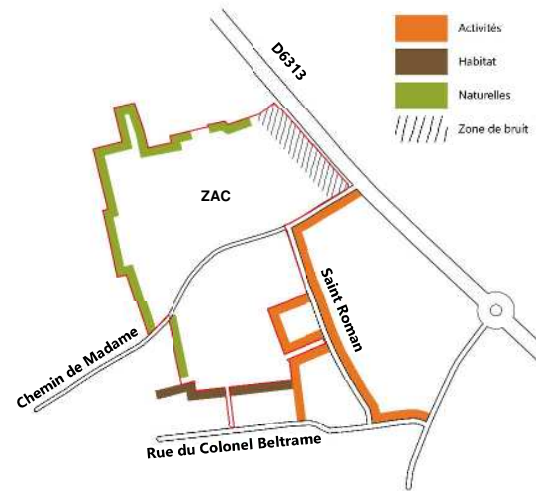 D6313
Activités
Habitat
Naturelles
Zone de bruit
ZAC
Saint Roman
Chemin de Madame
Rue du Colonel Beltrame